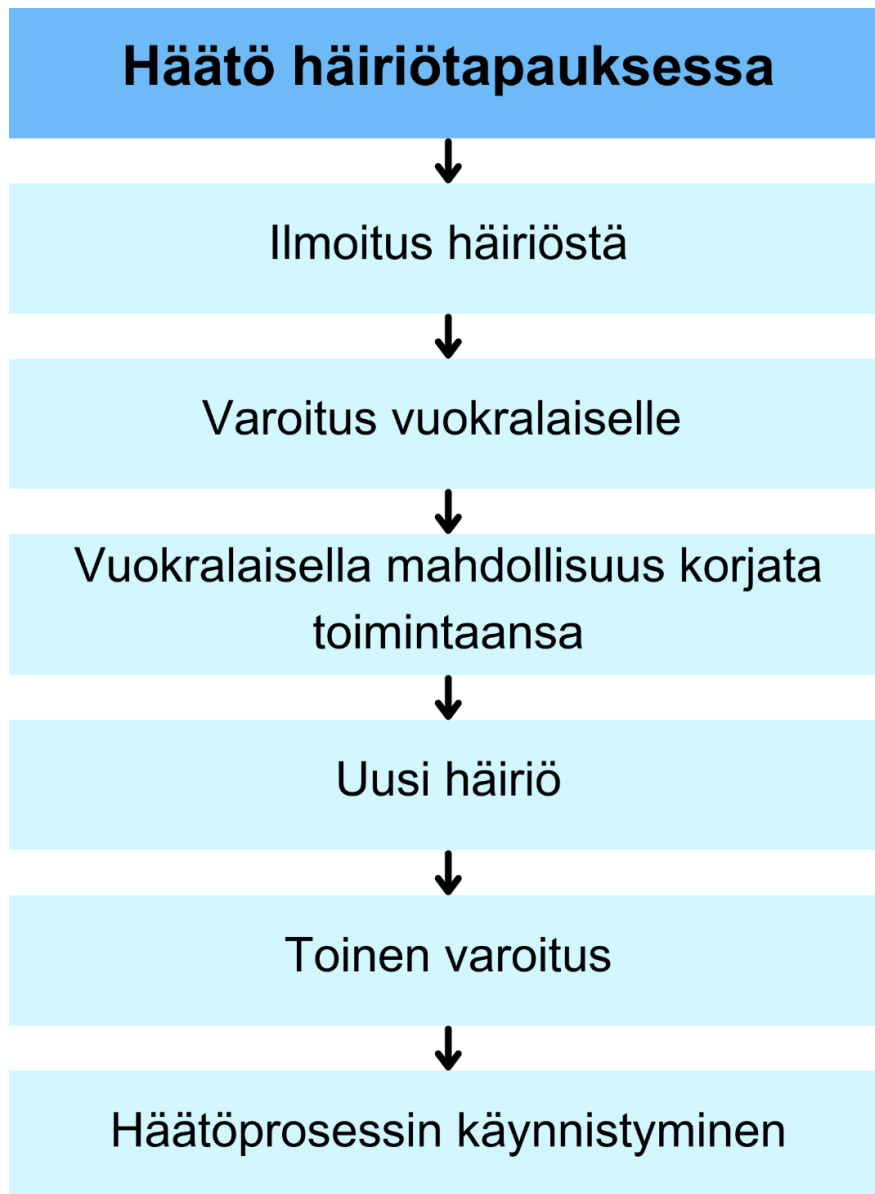 Häätö häiriötapauksessa
Ilmoitus häiriöstä
Varoitus vuokralaiselle
Vuokralaisella mahdollisuus korjata
toimintaansa
Uusi häiriö
Toinen varoitus
Häätöprosessin käynnistyminen